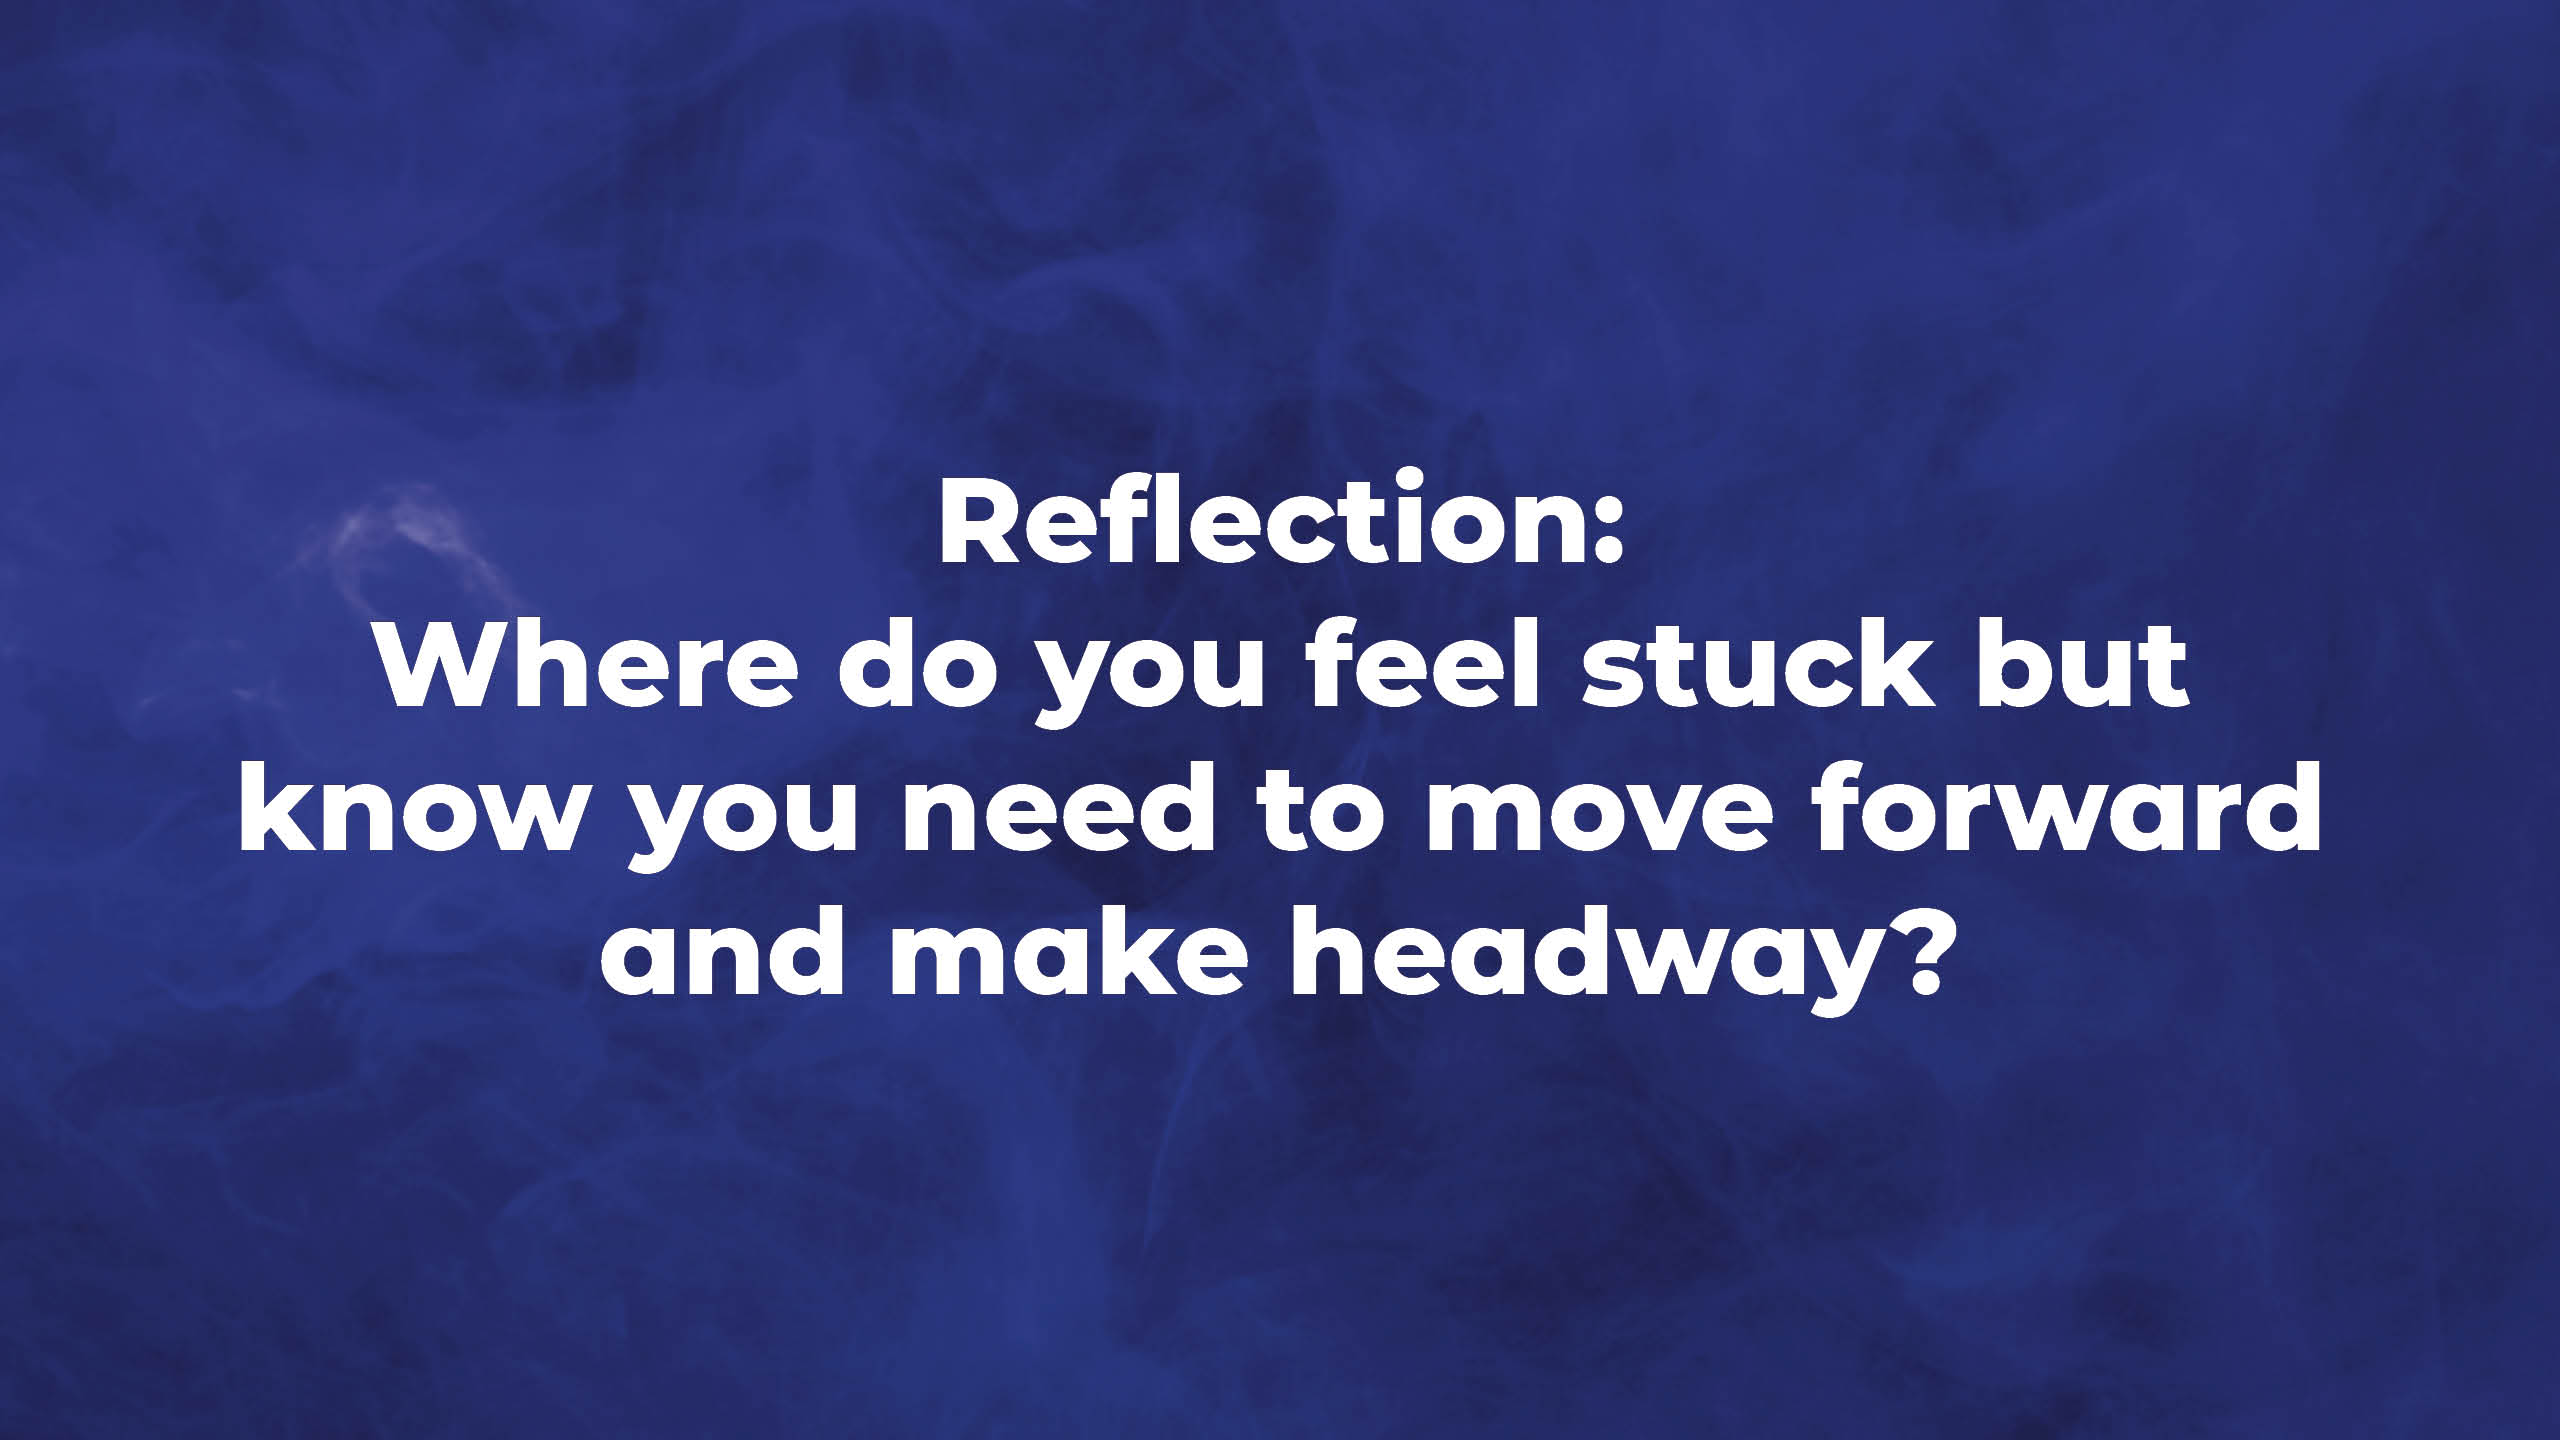 Reflection:
Where do you feel stuck but
know you need to move forward
and make headway?